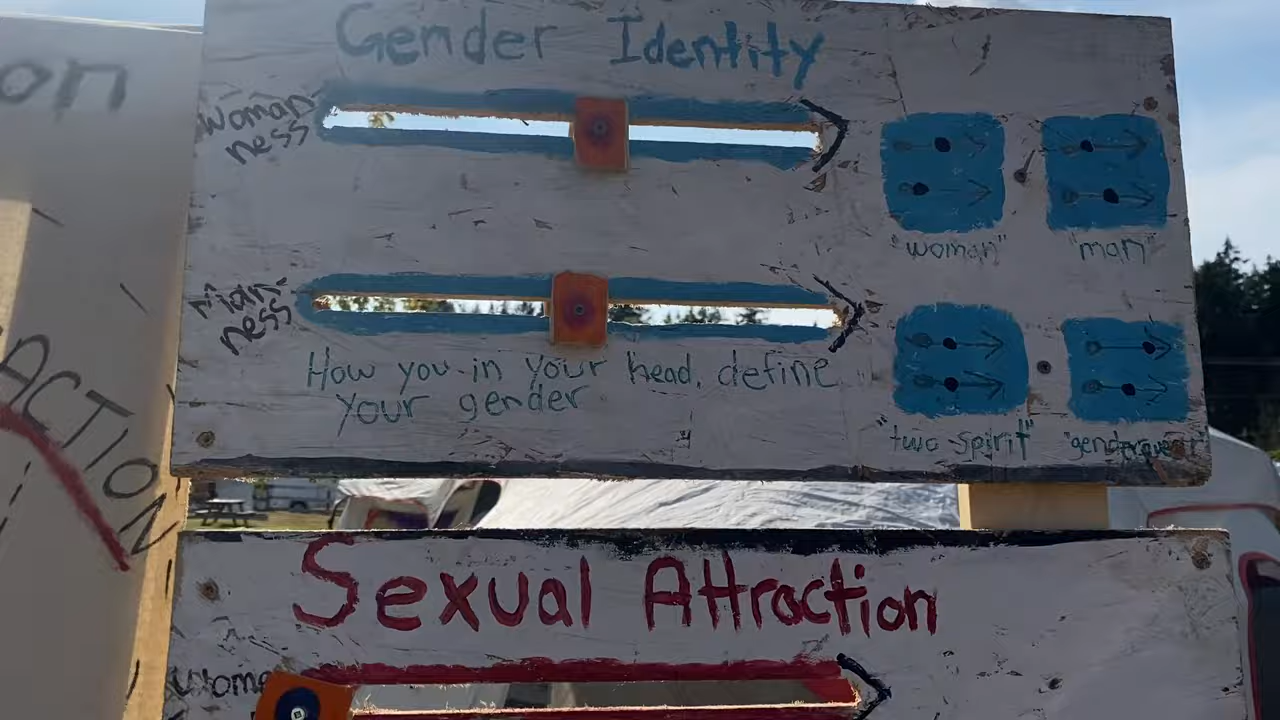 on
ACTION
Gender Identity
Woman-
ness
Man-
ness
How you in your head, define
your gender
"woman"
"man"
"two spirit"
Sexual Attraction